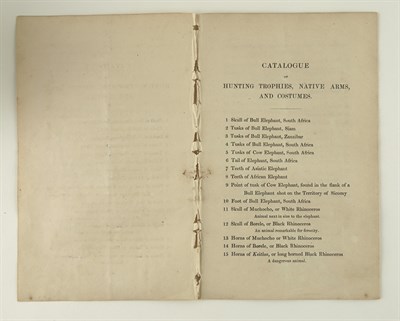 CATALOGUE
OF
HUNTING TROPHIES, NATIVE ARMS,
AND COSTUMES.
1 Skull of Bull Elephant, South Africa
2 Tusks of Bull Elephant, Siam
3 Tusks of Bull Elephant, Zanzibar
4 Tusks of Bull Elephant, South Africa
5 Tusks of Cow Elephant, South Africa
6 Tail of Elephant, South Africa
7 Teeth of Asiatic Elephant
8 Teeth of African Elephant
9 Point of tusk of Cow Elephant, found in the flank of a
Bull Elephant shot on the Territory of
10 Foot of Bull Elephant, South Africa
11 Skull of Muchocho, or White Rhinoceros
Animal next in size to the elephant.
12 Skull of Borelo, or Black Rhinoceros
An animal remarkable for ferocity.
13 Horns of Muchocho or White Rhinoceros
14 Horns of Borelo, or Black Rhinoceros
15 Horns of or long horned Black Rhinoceros
A dangerous animal.